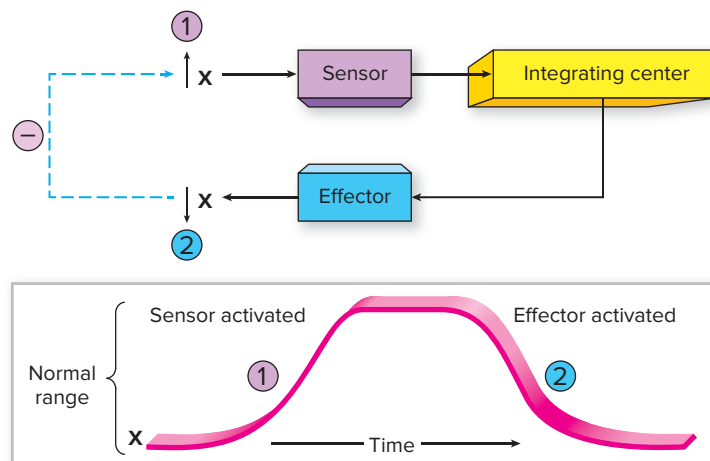 1
X
Sensor
Integrating center
−
X
Effector
2
Sensor activated
Effector activated
Normal
range
1
2
X
Time